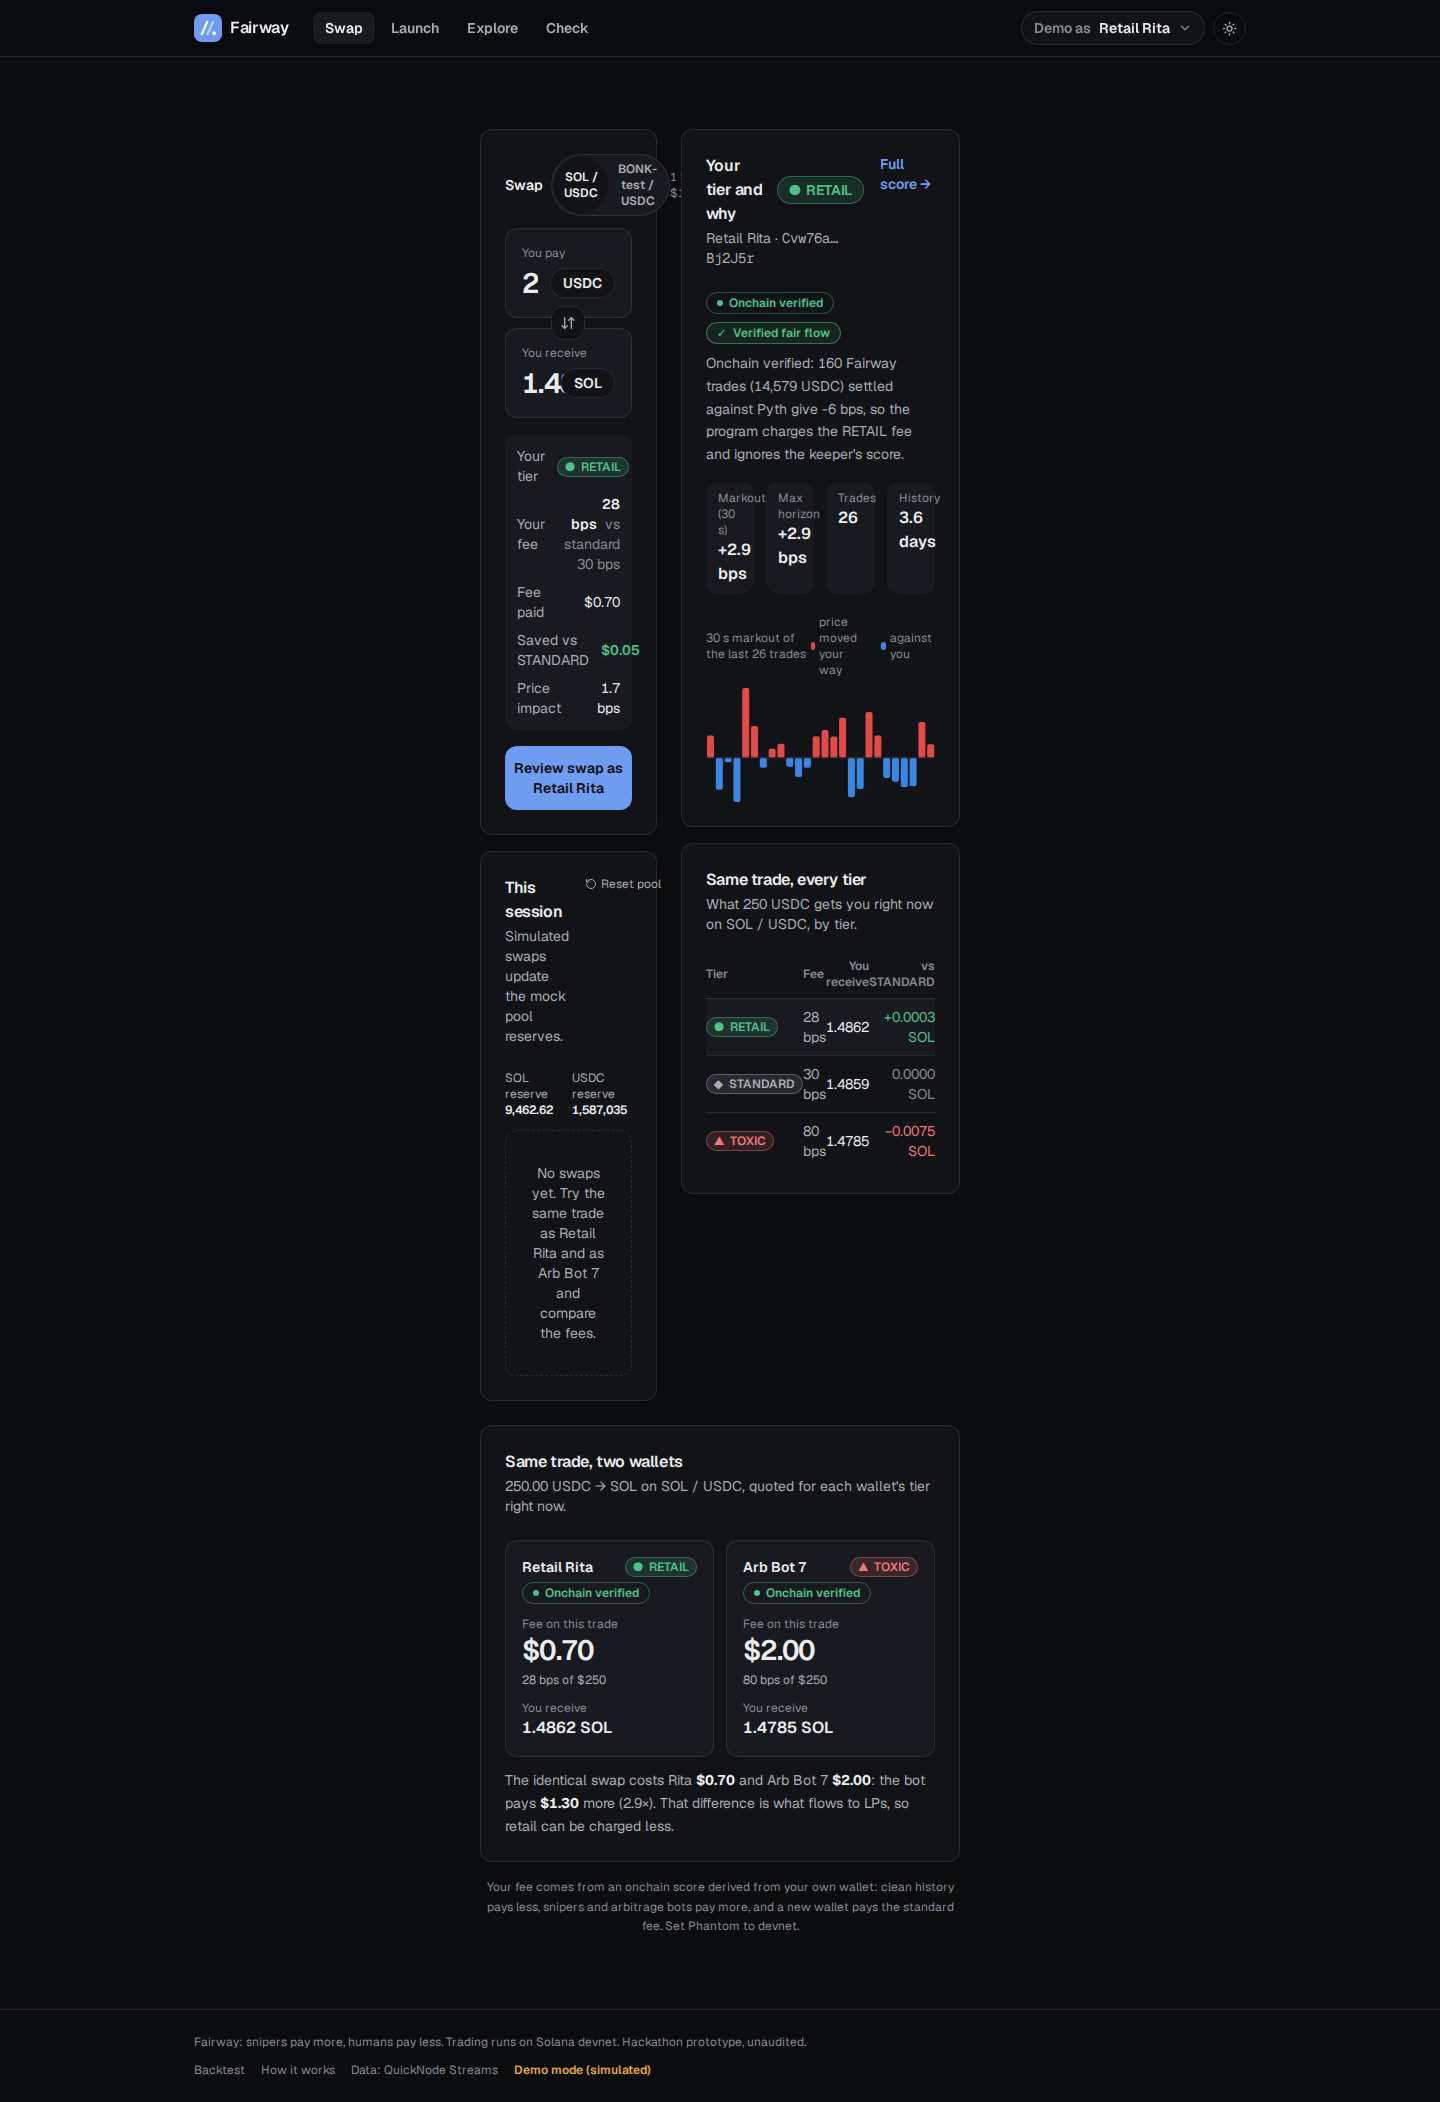 Fairway
Swap
Launch
Explore
Check
Demo as Retail Rita
Swap
SOL /
USDC
BONK-
test /
USDC
You pay
2
USDC
You receive
SOL
Your
tier
RETAIL
Your
fee
28
bps vs
standard
30 bps
Fee
paid
$0.70
Saved vs
STANDARD
$0.05
Price
impact
1.7
bps
Review swap as
Retail Rita
Your
tier and
why
RETAIL
Full
score →
Retail Rita · Cvw76a…
Bj2J5r
Onchain verified
✓ Verified fair flow
Onchain verified: 160 Fairway
trades (14,579 USDC) settled
against Pyth give -6 bps, so the
program charges the RETAIL fee
and ignores the keeper's score.
Markout
(30
s)
+2.9
bps
Max
horizon
+2.9
bps
Trades
26
History
3.6
days
30 s markout of
the last 26 trades
price
moved
your
way
against
you
This
session
Reset pool
Simulated
swaps
update
the mock
pool
reserves.
SOL
reserve
9,462.62
USDC
reserve
1,587,035
No swaps
yet. Try the
same trade
as Retail
Rita and as
Arb Bot 7
and
compare
the fees.
Same trade, every tier
What 250 USDC gets you right now
on SOL / USDC, by tier.
Tier
Fee
You
receive
vs
STANDARD
RETAIL
28
bps
1.4862
+0.0003
SOL
STANDARD
30
bps
1.4859
0.0000
SOL
TOXIC
80
bps
1.4785
−0.0075
SOL
Same trade, two wallets
250.00 USDC → SOL on SOL / USDC, quoted for each wallet's tier
right now.
Retail Rita
RETAIL
Onchain verified
Fee on this trade
$0.70
28 bps of $250
You receive
1.4862 SOL
Arb Bot 7
TOXIC
Onchain verified
Fee on this trade
$2.00
80 bps of $250
You receive
1.4785 SOL
The identical swap costs Rita $0.70 and Arb Bot 7 $2.00: the bot
pays $1.30 more (2.9×). That difference is what flows to LPs, so
retail can be charged less.
Your fee comes from an onchain score derived from your own wallet: clean history
pays less, snipers and arbitrage bots pay more, and a new wallet pays the standard
fee. Set Phantom to devnet.
Fairway: snipers pay more, humans pay less. Trading runs on Solana devnet. Hackathon prototype, unaudited.
Backtest
How it works
Data: QuickNode Streams
Demo mode (simulated)